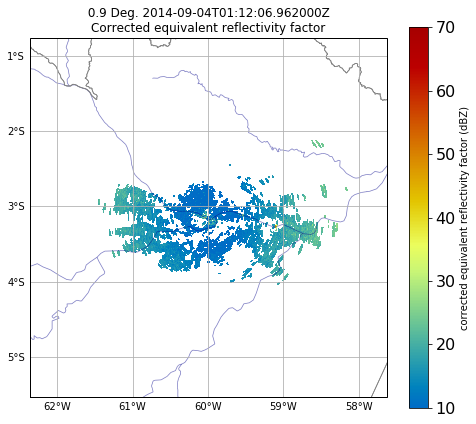 0.9 Deg. 2014-09-04T01:12:06.962000Z
Corrected equivalent reflectivity factor
1°S
2°S
3°S
4°S
5°S
62°W
61°W
60°W
59°W
58°W
70
60
50
40
30
20
10
corrected equivalent reflectivity factor (dBZ)